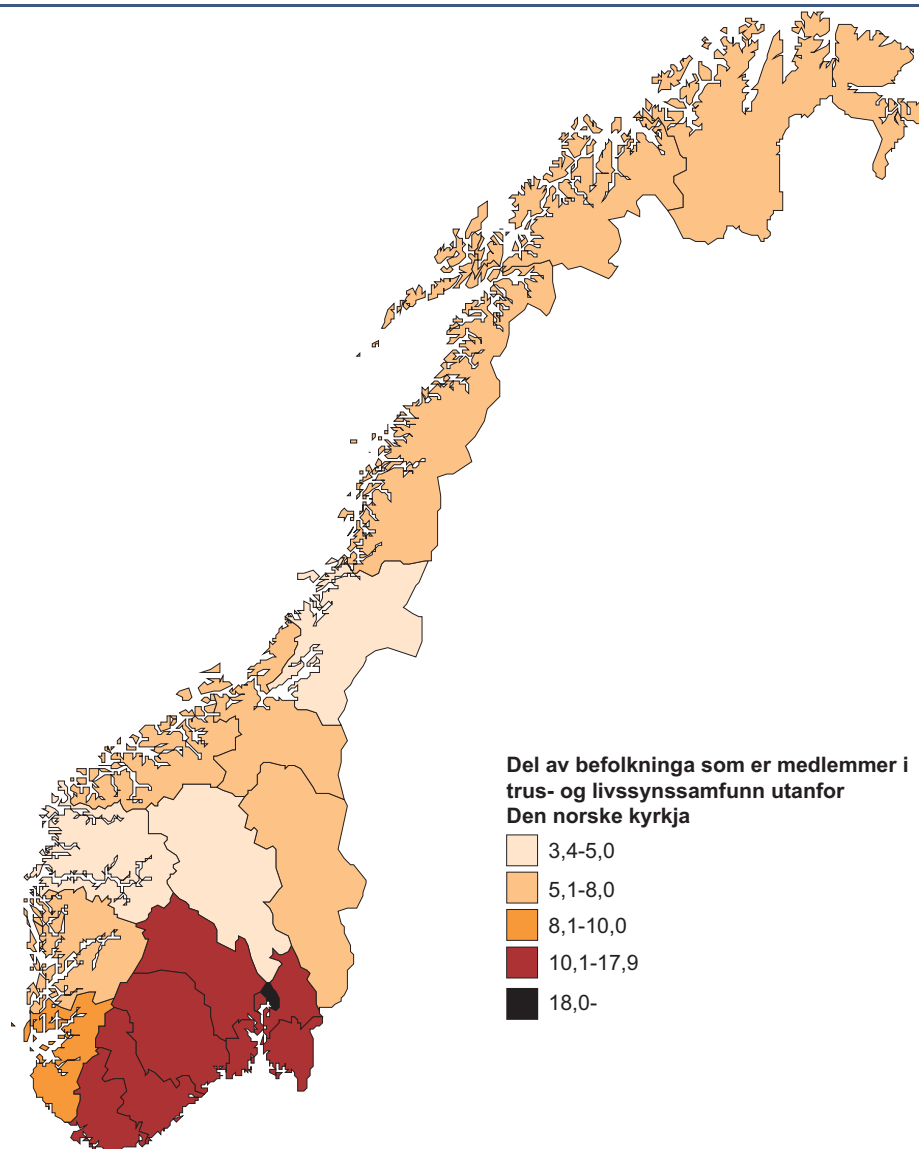 Del av befolkninga som er medlemmer i
trus- og livssynssamfunn utanfor
Den norske kyrkja
3,4-5,0
5,1-8,0
8,1-10,0
10,1-17,9
18,0-